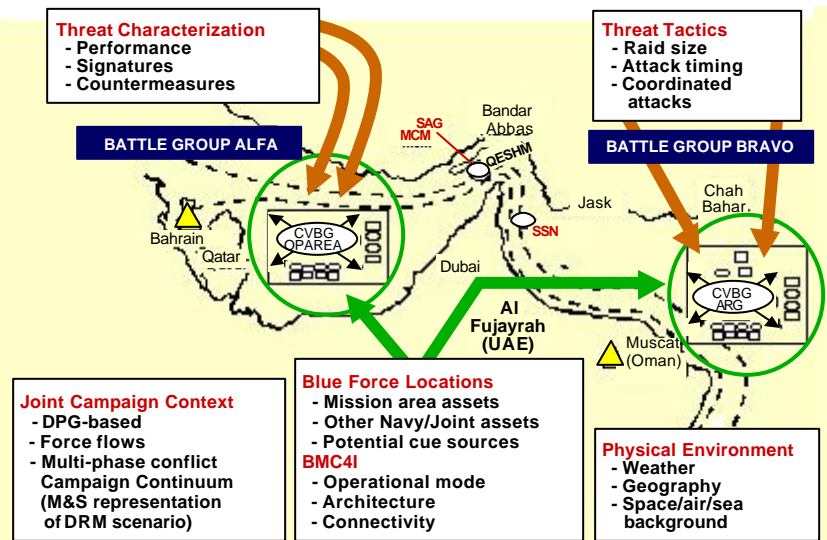 Threat Characterization
- Performance
- Signatures
- Countermeasures
Threat Tactics
- Raid size
- Attack timing
- Coordinated
attacks
BATTLE GROUP ALFA
SAG
MCM
Bandar
Abbas
QESHM
BATTLE GROUP BRAVO
Jask
Chah
Bahar
SSN
Bahrain
Qatar
CVBG
OPAREA
Dubai
CVBG
ARG
Al
Fujayrah
(UAE)
Muscat
(Oman)
Joint Campaign Context
- DPG-based
- Force flows
- Multi-phase conflict
Campaign Continuum
(M&S representation
of DRM scenario)
Blue Force Locations
- Mission area assets
- Other Navy/Joint assets
- Potential cue sources
BMC4I
- Operational mode
- Architecture
- Connectivity
Physical Environment
- Weather
- Geography
- Space/air/sea
background